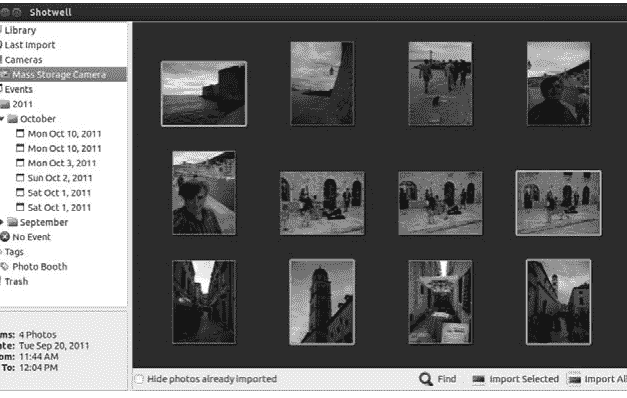 Shotwell
Library
Last Import
Cameras
Mass Storage Camera
Events
2011
October
Mon Oct 10, 2011
Mon Oct 10, 2011
Mon Oct 3, 2011
Sun Oct 2, 2011
Sat Oct 1, 2011
Sat Oct 1, 2011
September
No Event
Tags
Photo Booth
Trash
ms: 4 Photos
te: Tue Sep 20, 2011
om: 11:44 AM
To: 12:04 PM
Hide photos already imported
Find
Import Selected
Import Al